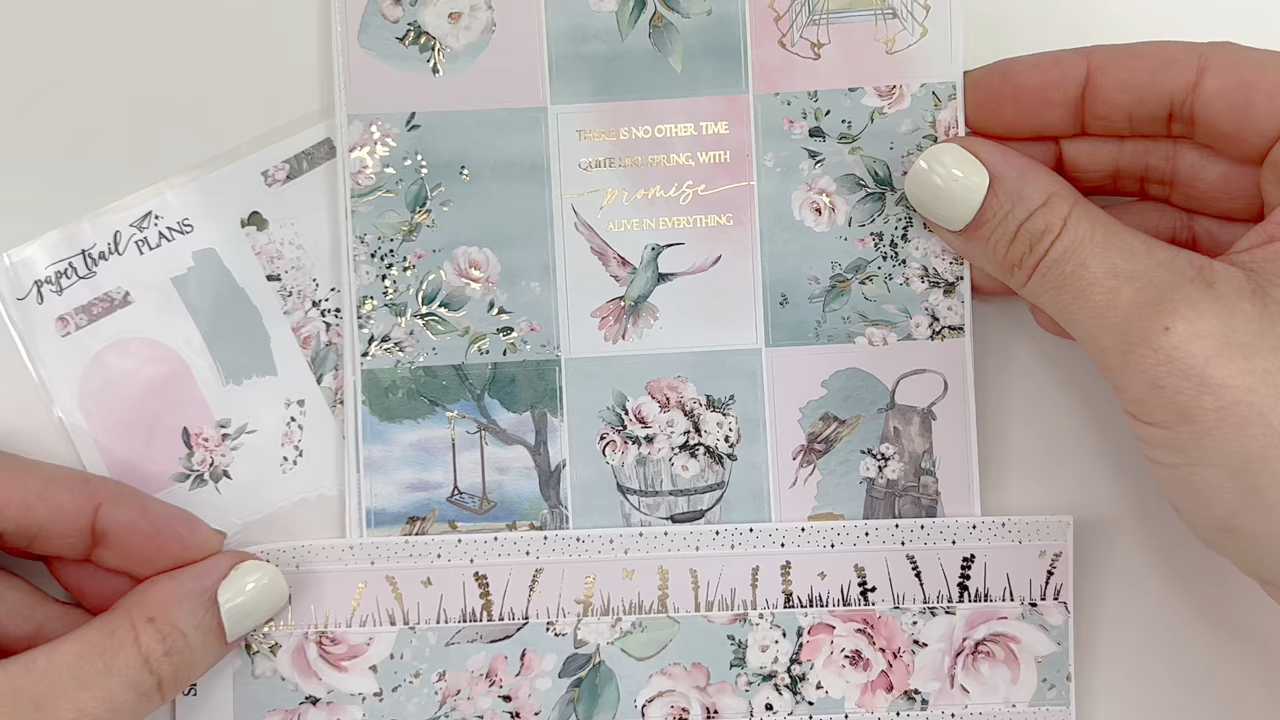 THERE IS NO OTHER TIME
QUITE LIKE SPRING, WITH
promise
ALIVE IN EVERYTHING
paper trail
PLANS